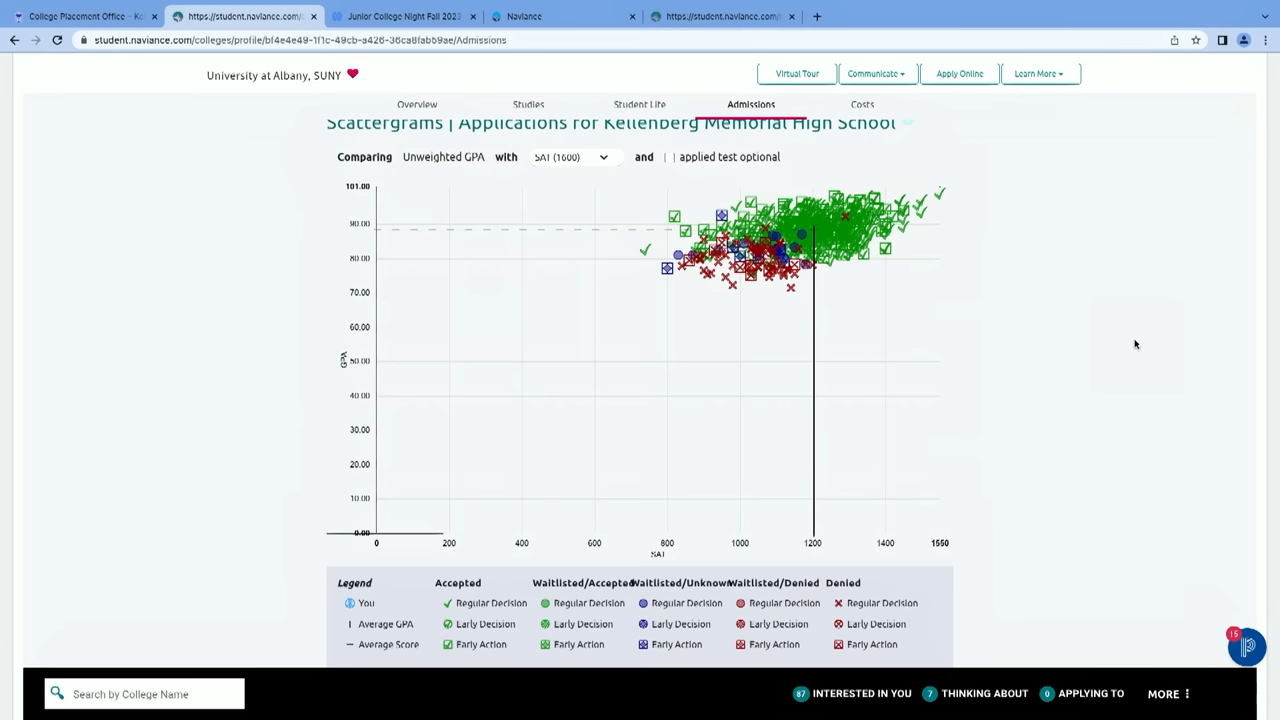 College Placement Office – Ke
https://student.naviance.com/c
Junior College Night Fall 2023
Naviance
https://student.naviance.com/
student.naviance.com/colleges/profile/bf4e4e49-1f1c-49cb-a426-36ca8fab59ae/Admissions
University at Albany, SUNY
Virtual Tour
Communicate
Apply Online
Learn More
Overview
Studies
Student Life
Admissions
Costs
Scattergrams | Applications for Kellenberg Memorial High School
Comparing Unweighted GPA with SAT (1600) and applied test optional
101.00
90.00
80.00
70.00
60.00
GPA
50.00
40.00
30.00
20.00
10.00
0.00
0 200 400 600 800 1000 1200 1400 1550
SAT
Legend Accepted Waitlisted/Accepted Waitlisted/Unknown Waitlisted/Denied Denied
You Regular Decision Regular Decision Regular Decision Regular Decision Regular Decision
Average GPA Early Decision Early Decision Early Decision Early Decision Early Decision
Average Score Early Action Early Action Early Action Early Action Early Action
15
Search by College Name
87 INTERESTED IN YOU
7 THINKING ABOUT
0 APPLYING TO
MORE